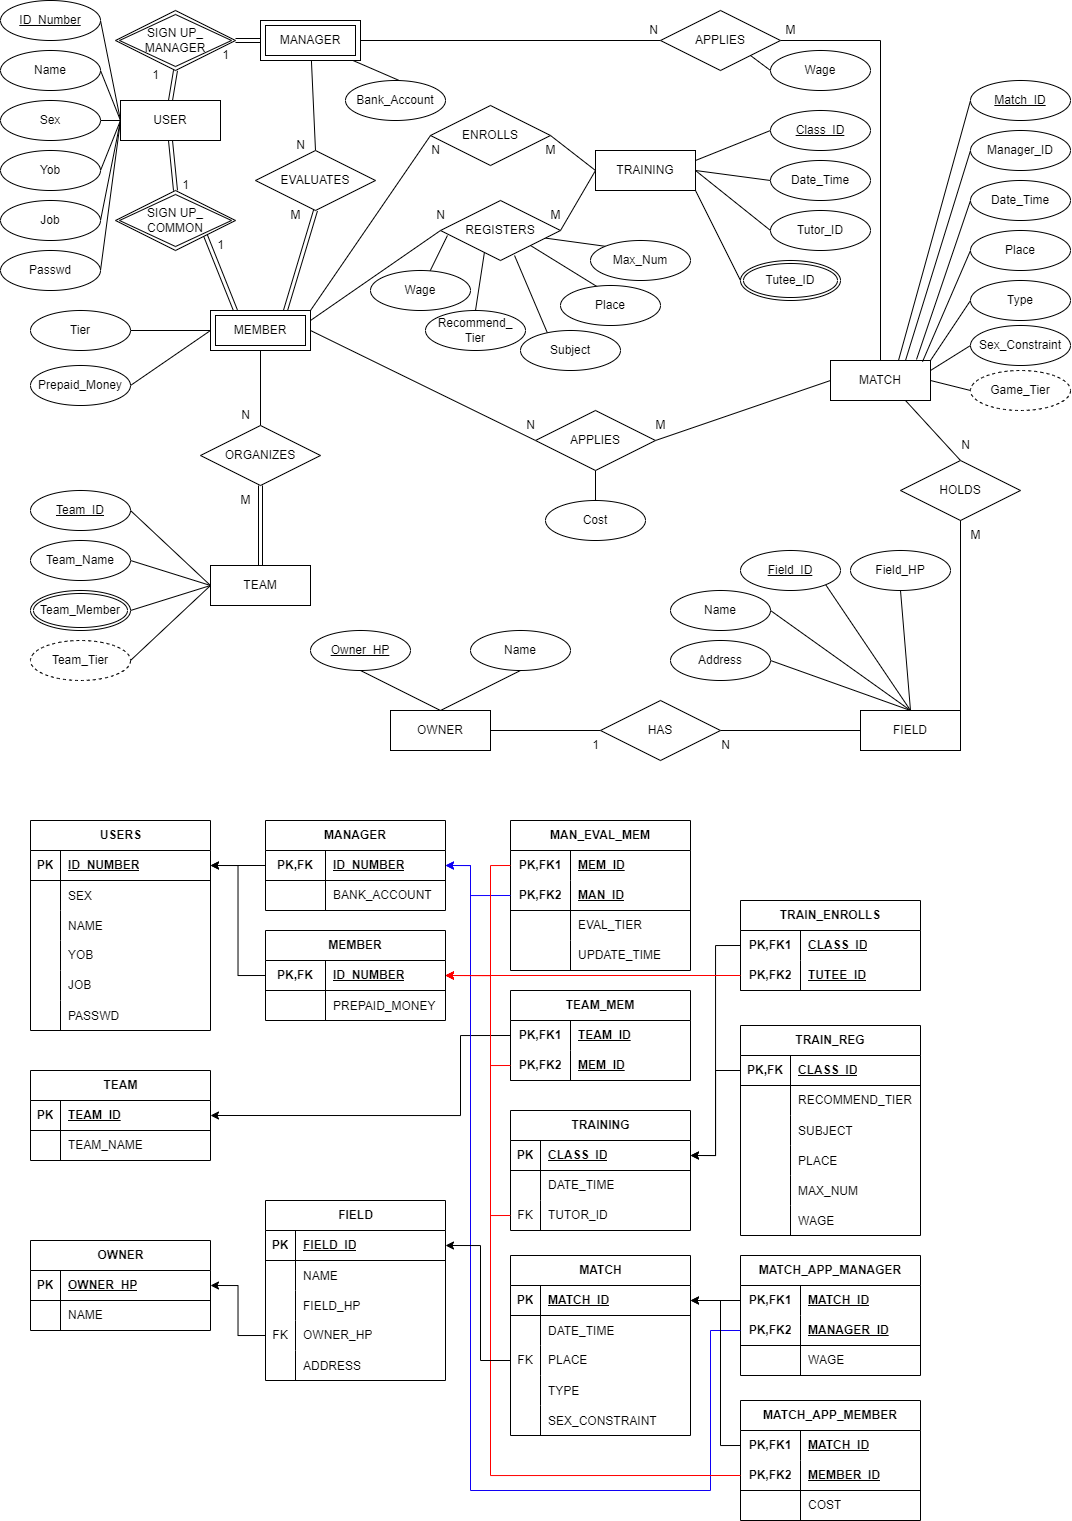 ID_Number
Name
Sex
Yob
Job
Passwd
SIGN UP_
MANAGER
1
1
USER
1
SIGN UP_
COMMON
1
MANAGER
Bank_Account
N
EVALUATES
M
N
APPLIES
M
Wage
ENROLLS
N
M
TRAINING
Class_ID
Date_Time
Tutor_ID
Tutee_ID
N
REGISTERS
M
Wage
Recommend_
Tier
Subject
Place
Max_Num
Match_ID
Manager_ID
Date_Time
Place
Type
Sex_Constraint
Game_Tier
MATCH
MEMBER
Tier
Prepaid_Money
N
ORGANIZES
M
N
APPLIES
M
Cost
N
HOLDS
M
Team_ID
Team_Name
Team_Member
Team_Tier
TEAM
Field_ID
Field_HP
Name
Address
Owner_HP
Name
OWNER
1
HAS
N
FIELD
USERS
PK ID_NUMBER
SEX
NAME
YOB
JOB
PASSWD
MANAGER
PK,FK ID_NUMBER
BANK_ACCOUNT
MEMBER
PK,FK ID_NUMBER
PREPAID_MONEY
MAN_EVAL_MEM
PK,FK1 MEM_ID
PK,FK2 MAN_ID
EVAL_TIER
UPDATE_TIME
TRAIN_ENROLLS
PK,FK1 CLASS_ID
PK,FK2 TUTEE_ID
TEAM_MEM
PK,FK1 TEAM_ID
PK,FK2 MEM_ID
TRAIN_REG
PK,FK CLASS_ID
RECOMMEND_TIER
SUBJECT
PLACE
MAX_NUM
WAGE
TEAM
PK TEAM_ID
TEAM_NAME
TRAINING
PK CLASS_ID
DATE_TIME
FK TUTOR_ID
FIELD
PK FIELD_ID
NAME
FIELD_HP
FK OWNER_HP
ADDRESS
OWNER
PK OWNER_HP
NAME
MATCH
PK MATCH_ID
DATE_TIME
FK PLACE
TYPE
SEX_CONSTRAINT
MATCH_APP_MANAGER
PK,FK1 MATCH_ID
PK,FK2 MANAGER_ID
WAGE
MATCH_APP_MEMBER
PK,FK1 MATCH_ID
PK,FK2 MEMBER_ID
COST